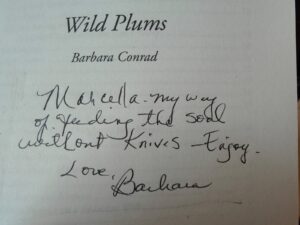 Wild Plums
Barbara Conrad
Marcella - my way
of feeding the soul
without Knives - Enjoy.
Love,
Barbara